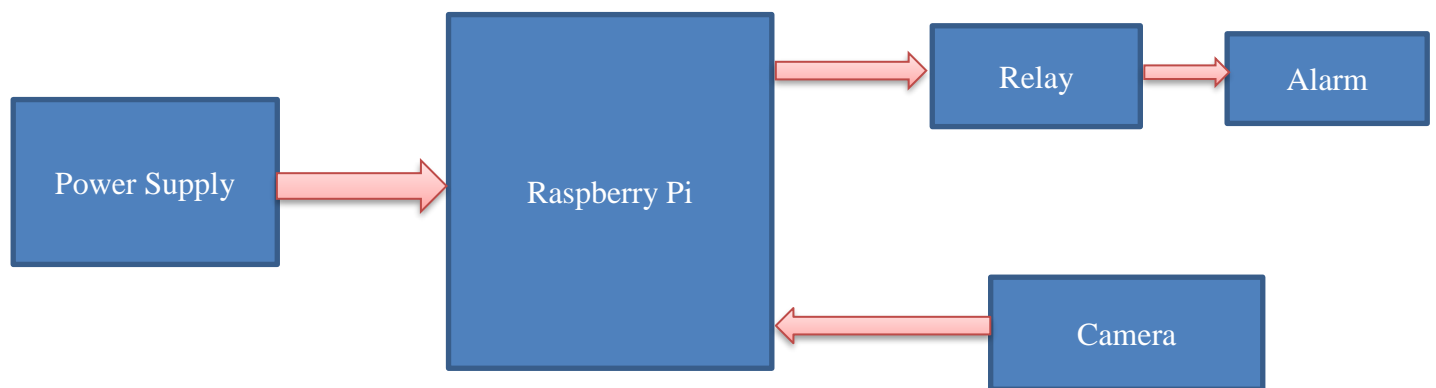 Power Supply
Raspberry Pi
Relay
Alarm
Camera